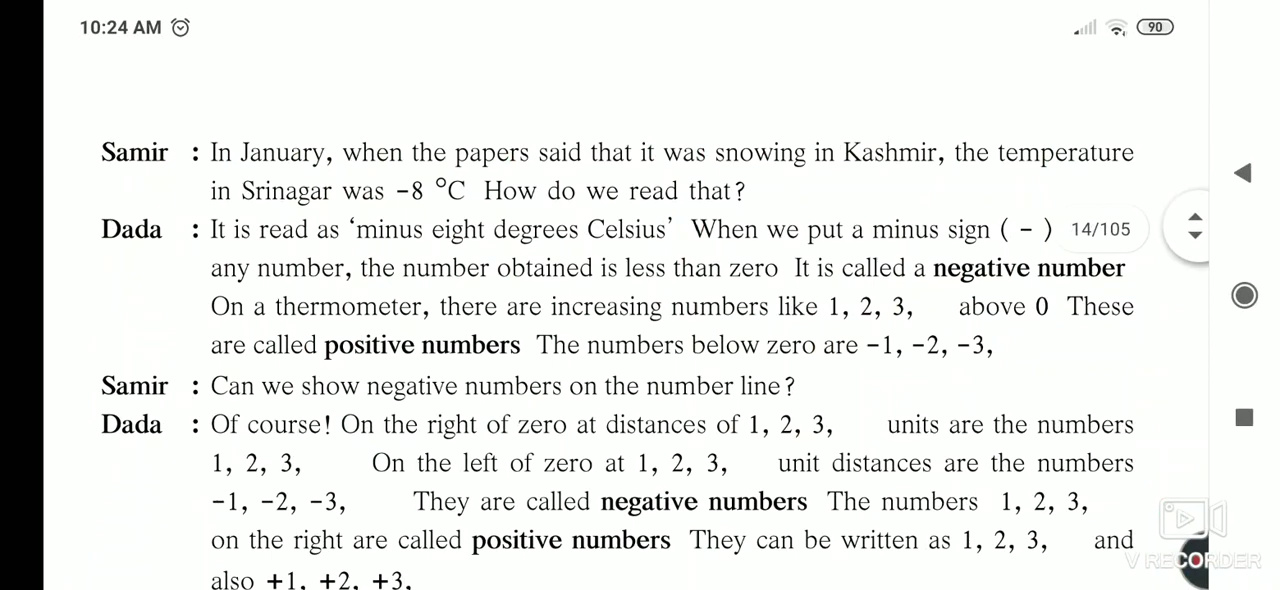 10:24 AM 90
Samir : In January, when the papers said that it was snowing in Kashmir, the temperature
in Srinagar was -8 °C How do we read that?
Dada : It is read as ‘minus eight degrees Celsius’ When we put a minus sign ( - ) 14/105
any number, the number obtained is less than zero It is called a negative number
On a thermometer, there are increasing numbers like 1, 2, 3, above 0 These
are called positive numbers The numbers below zero are -1, -2, -3,
Samir : Can we show negative numbers on the number line?
Dada : Of course! On the right of zero at distances of 1, 2, 3, units are the numbers
1, 2, 3, On the left of zero at 1, 2, 3, unit distances are the numbers
-1, -2, -3, They are called negative numbers The numbers 1, 2, 3,
on the right are called positive numbers They can be written as 1, 2, 3, and
also +1, +2, +3,
V RECORDER